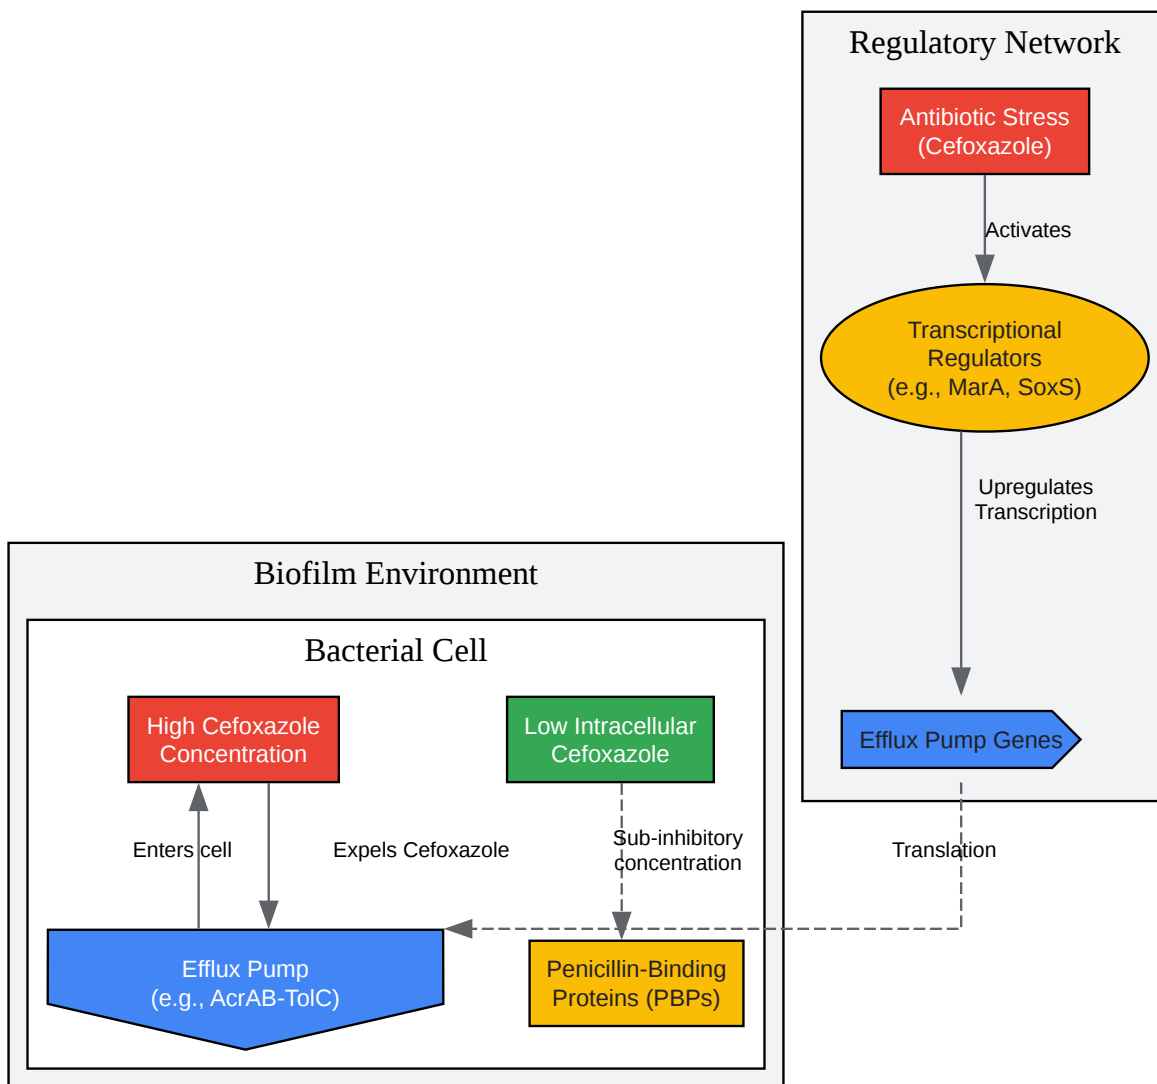 Regulatory Network
Antibiotic Stress
(Cefoxazole)
Activates
Transcriptional
Regulators
(e.g., MarA, SoxS)
Upregulates
Transcription
Efflux Pump Genes
Translation
Biofilm Environment
Bacterial Cell
High Cefoxazole
Concentration
Low Intracellular
Cefoxazole
Enters cell
Expels Cefoxazole
Sub-inhibitory
concentration
Efflux Pump
(e.g., AcrAB-TolC)
Penicillin-Binding
Proteins (PBPs)